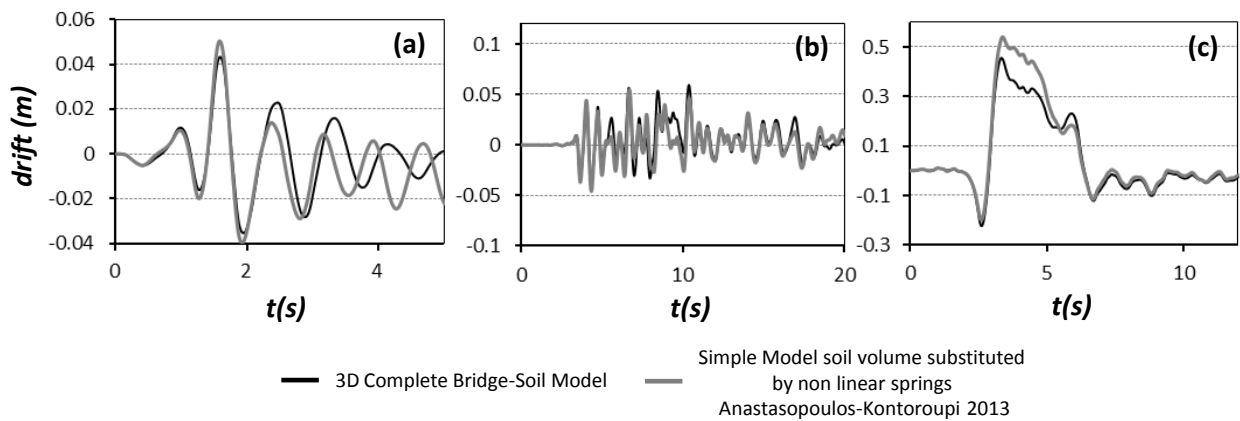 (a)
(b)
(c)
drift (m)
0.06
0.04
0.02
0
-0.02
-0.04
0
2
4
t(s)
0.1
0.05
0
-0.05
-0.1
0
10
20
t(s)
0.5
0.3
0.1
-0.1
-0.3
0
5
10
t(s)
3D Complete Bridge-Soil Model
Simple Model soil volume substituted
by non linear springs
Anastasopoulos-Kontoroupi 2013